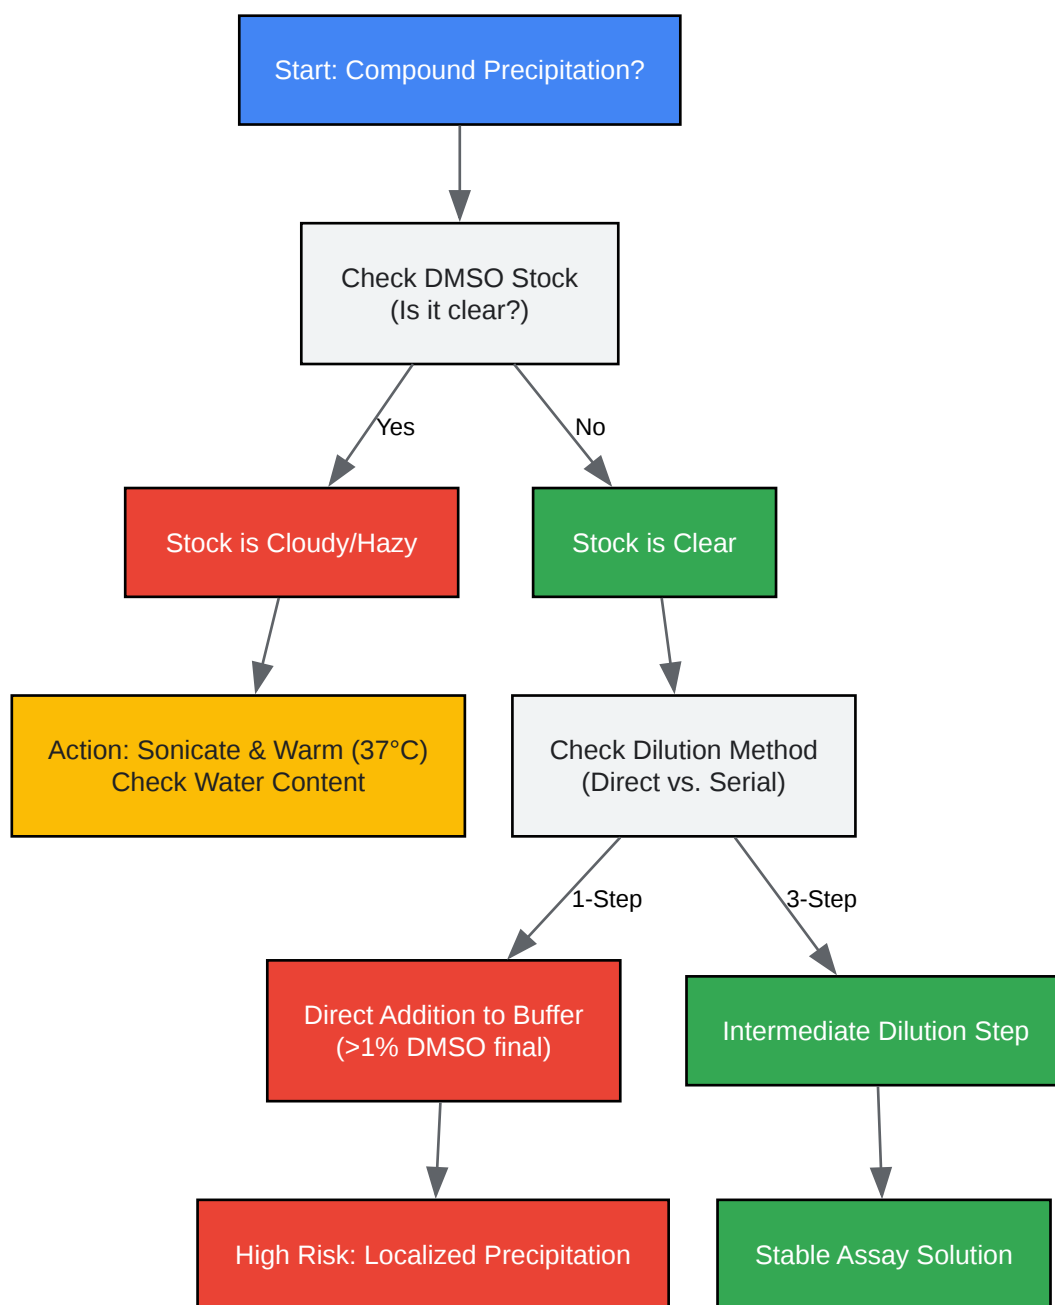 Start: Compound Precipitation?
Check DMSO Stock
(Is it clear?)
Yes
No
Stock is Cloudy/Hazy
Stock is Clear
Action: Sonicate & Warm (37°C)
Check Water Content
Check Dilution Method
(Direct vs. Serial)
1-Step
3-Step
Direct Addition to Buffer
(>1% DMSO final)
Intermediate Dilution Step
High Risk: Localized Precipitation
Stable Assay Solution